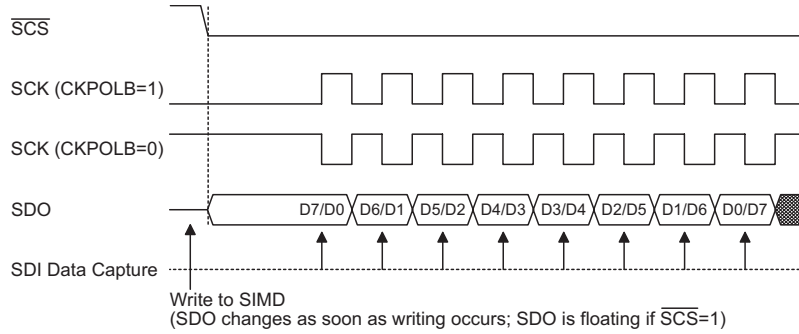 SCS
SCK (CKPOLB=1)
SCK (CKPOLB=0)
SDO
D7/D0 D6/D1 D5/D2 D4/D3 D3/D4 D2/D5 D1/D6 D0/D7
SDI Data Capture
Write to SIMD
(SDO changes as soon as writing occurs; SDO is floating if SCS=1)